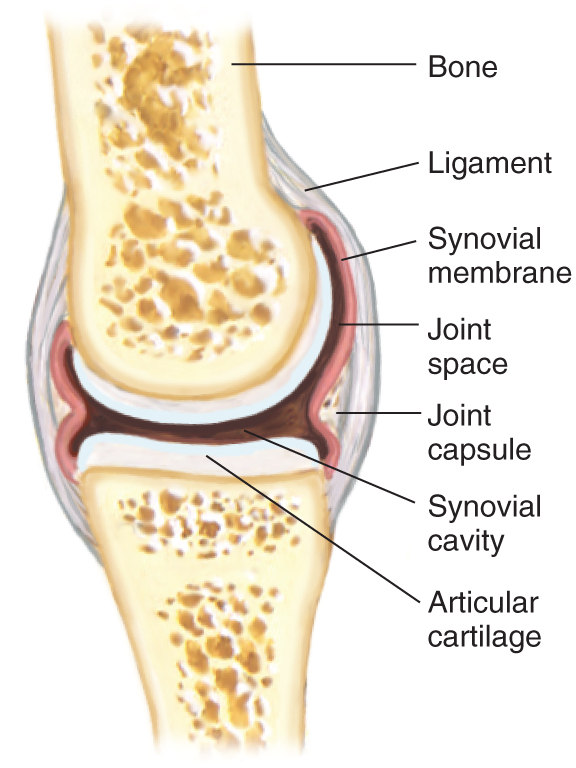 Bone
Ligament
Synovial
membrane
Joint
space
Joint
capsule
Synovial
cavity
Articular
cartilage